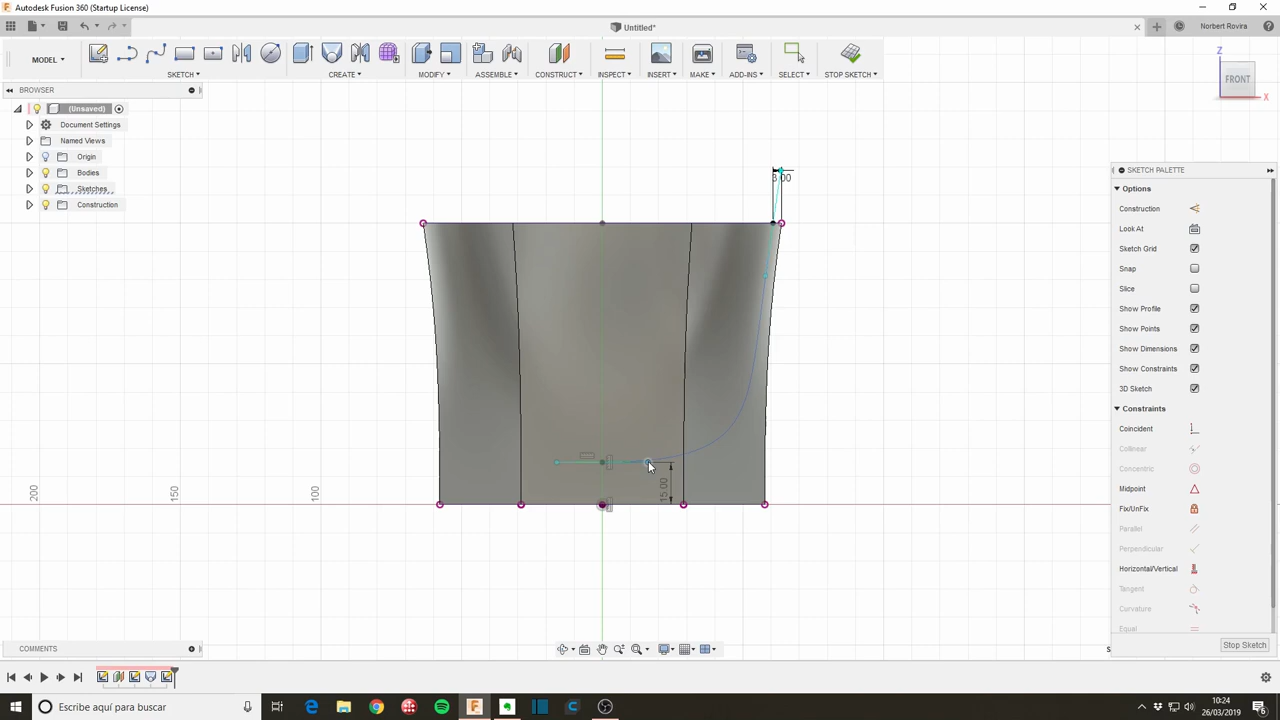 Autodesk Fusion 360 (Startup License)
Untitled*
Norbert Rovira
MODEL
SKETCH
CREATE
MODIFY
ASSEMBLE
CONSTRUCT
INSPECT
INSERT
MAKE
ADD-INS
SELECT
STOP SKETCH
BROWSER
(Unsaved)
Document Settings
Named Views
Origin
Bodies
Sketches
Construction
Z
FRONT
X
3.00
15.00
200
150
100
SKETCH PALETTE
Options
Construction
Look At
Sketch Grid
Snap
Slice
Show Profile
Show Points
Show Dimensions
Show Constraints
3D Sketch
Constraints
Coincident
Collinear
Concentric
Midpoint
Fix/UnFix
Parallel
Perpendicular
Horizontal/Vertical
Tangent
Curvature
Equal
Stop Sketch
COMMENTS
Escribe aquí para buscar
10:24
26/03/2019